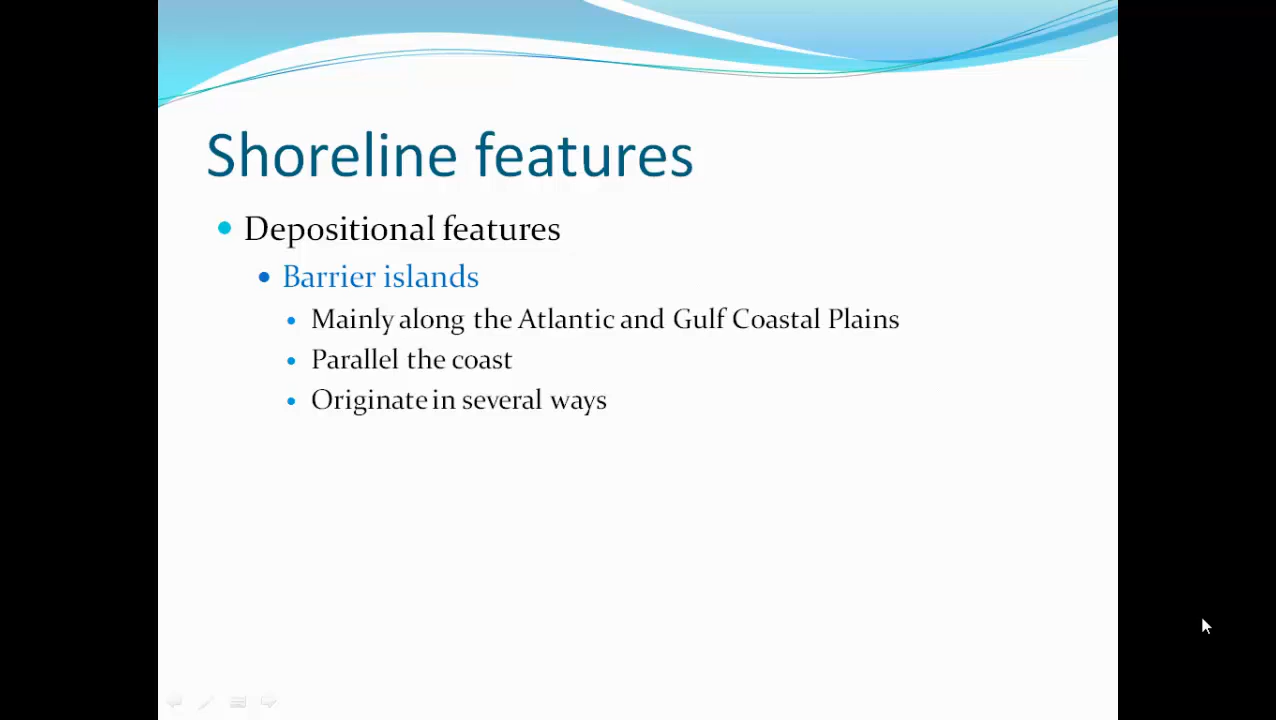 Shoreline features
Depositional features
Barrier islands
Mainly along the Atlantic and Gulf Coastal Plains
Parallel the coast
Originate in several ways